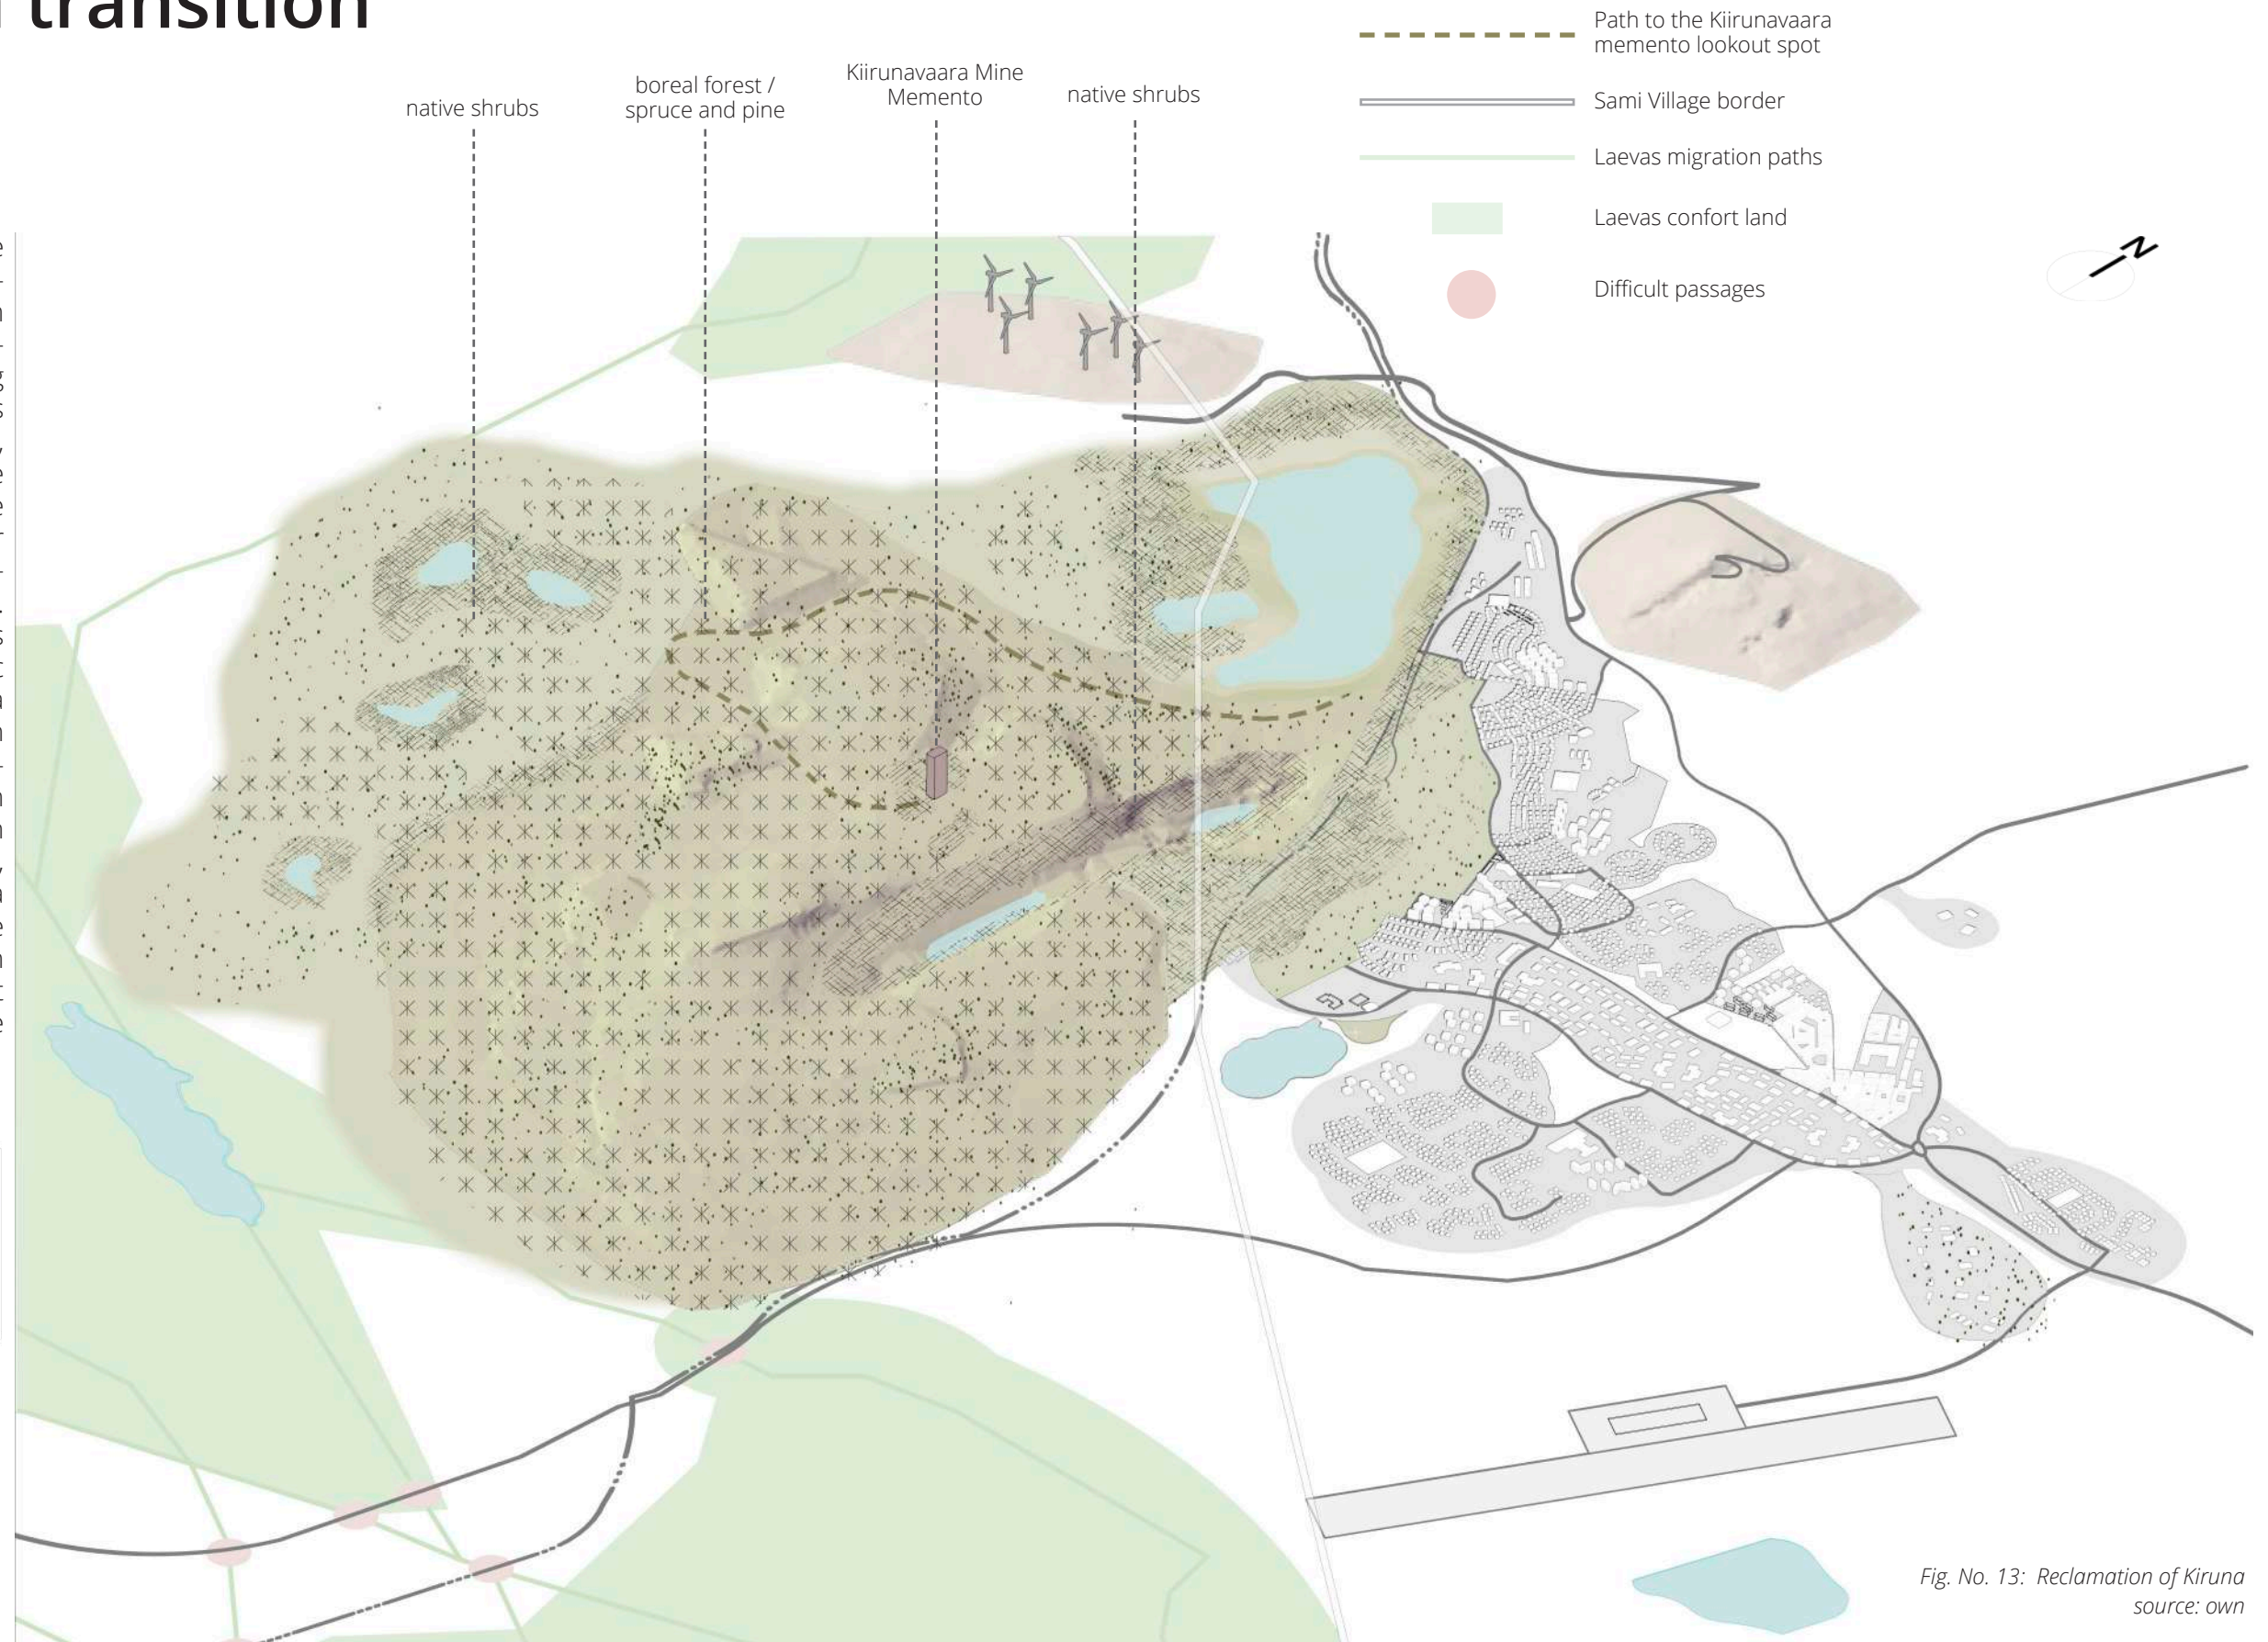 transition
Path to the Kiirunavaara
memento lookout spot
Sami Village border
Laevas migration paths
Laevas confort land
Difficult passages
native shrubs
boreal forest /
spruce and pine
Kiirunavaara Mine
Memento
native shrubs
N
Fig. No. 13: Reclamation of Kiruna
source: own